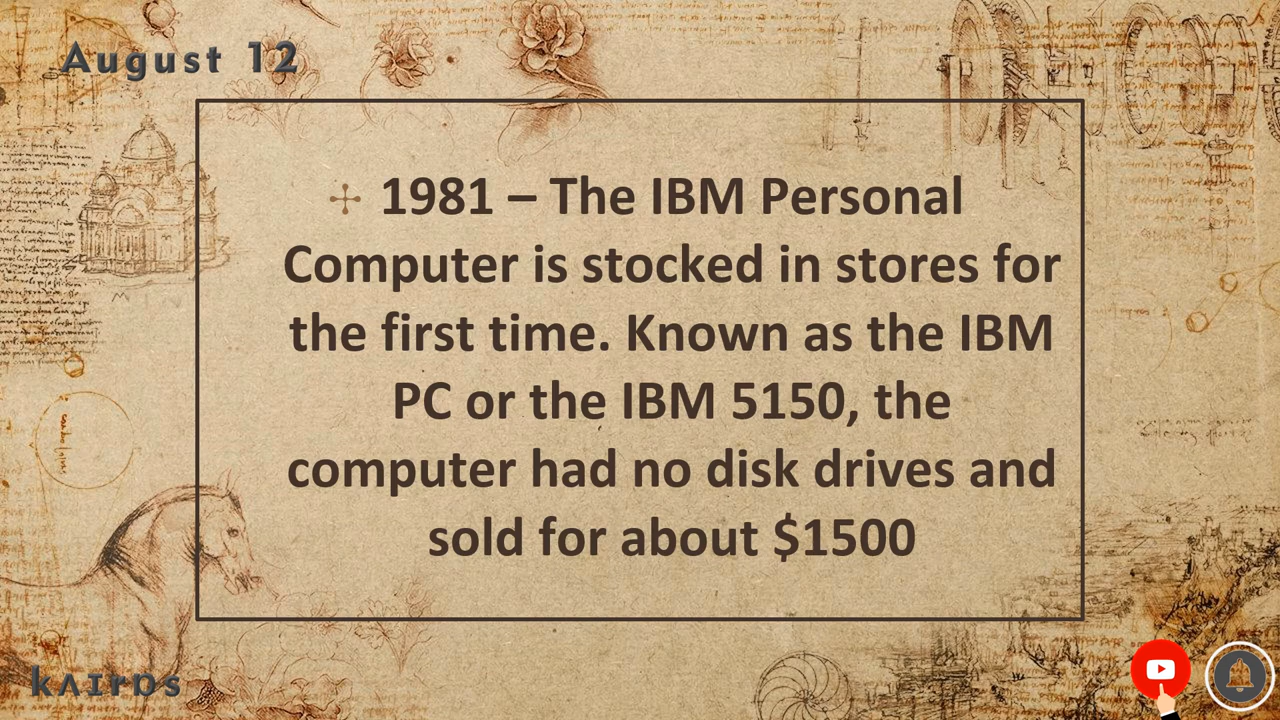 August 12
1981 – The IBM Personal
Computer is stocked in stores for
the first time. Known as the IBM
PC or the IBM 5150, the
computer had no disk drives and
sold for about $1500